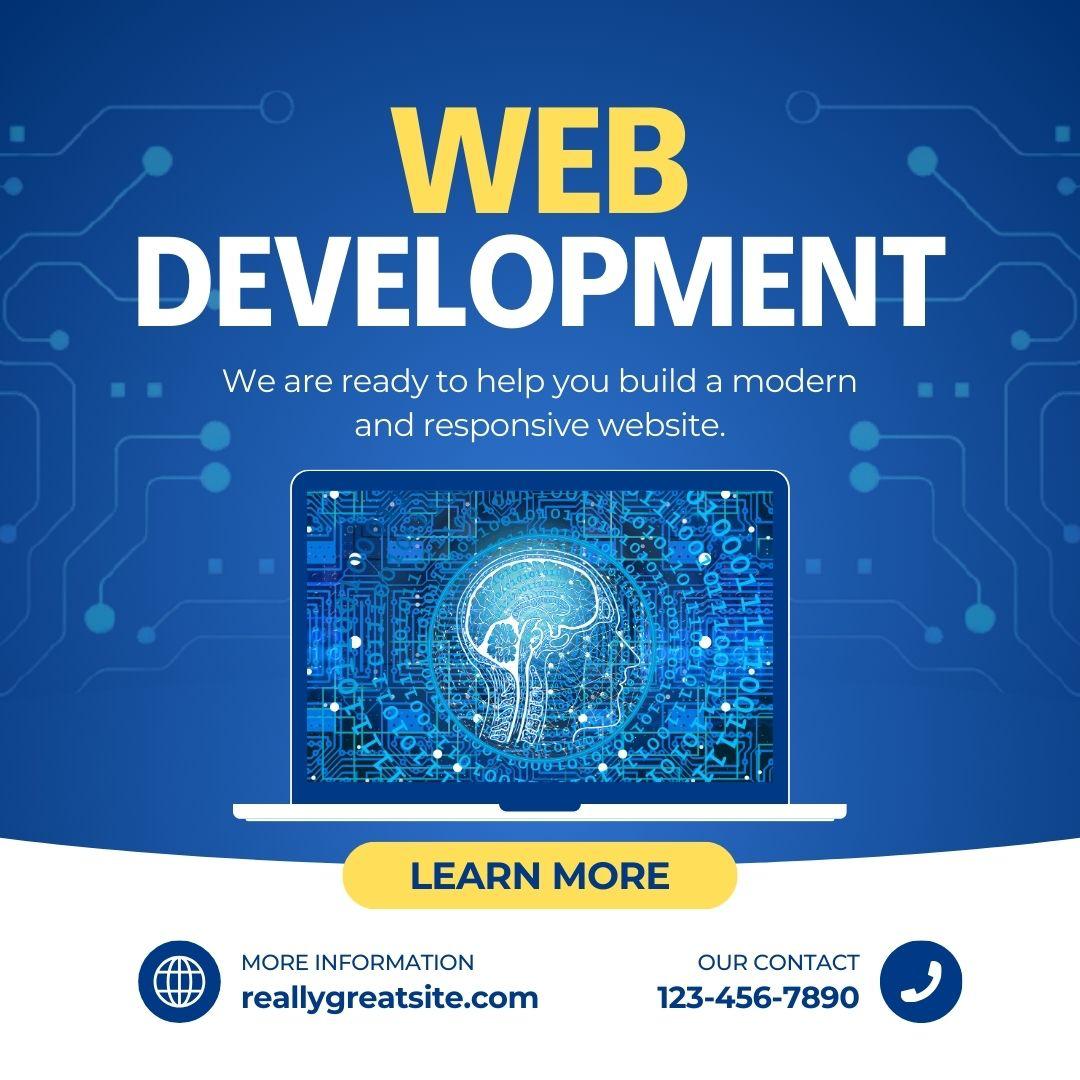 WEB
DEVELOPMENT
We are ready to help you build a modern
and responsive website.
LEARN MORE
MORE INFORMATION
reallygreatsite.com
OUR CONTACT
123-456-7890